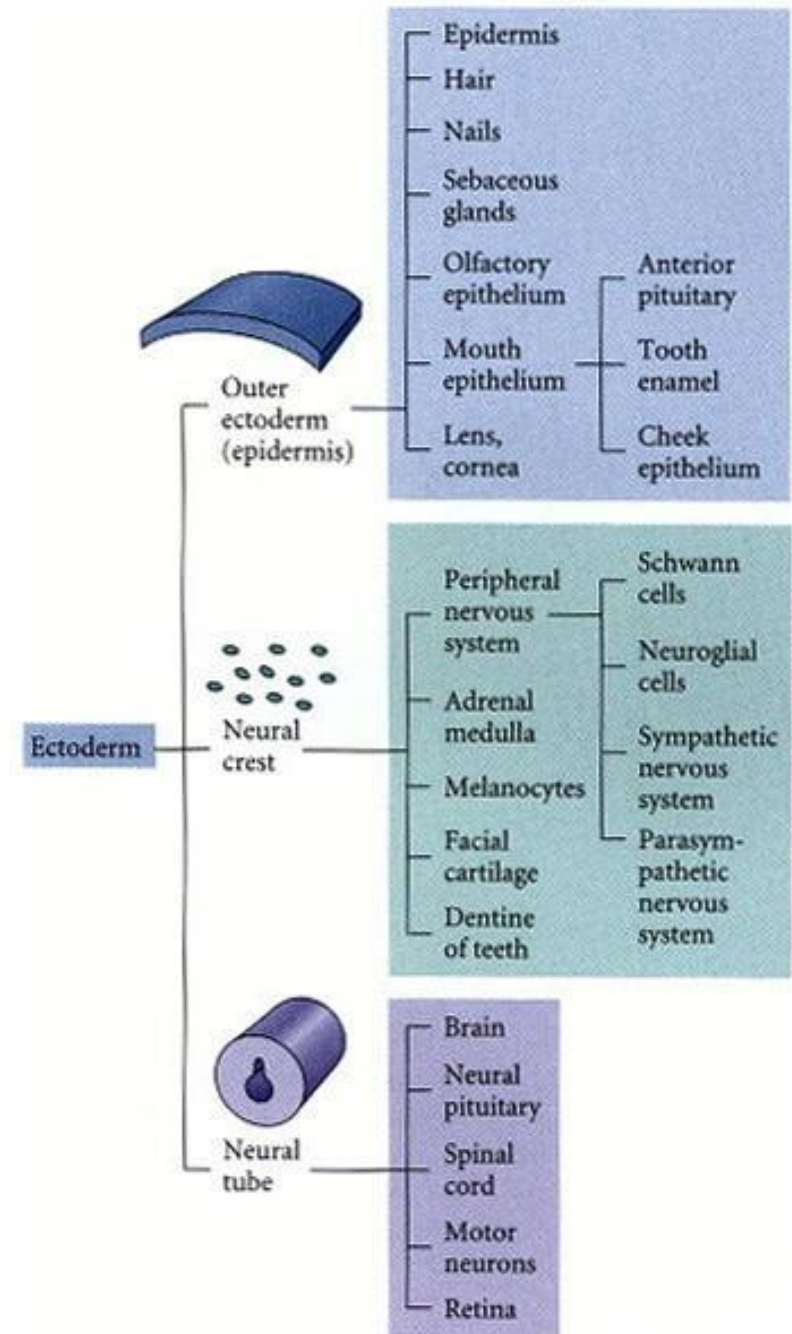 Ectoderm
Outer
ectoderm
(epidermis)
Epidermis
Hair
Nails
Sebaceous
glands
Olfactory
epithelium
Mouth
epithelium
Lens,
cornea
Anterior
pituitary
Tooth
enamel
Cheek
epithelium
Neural
crest
Peripheral
nervous
system
Adrenal
medulla
Melanocytes
Facial
cartilage
Dentine
of teeth
Schwann
cells
Neuroglial
cells
Sympathetic
nervous
system
Parasym-
pathetic
nervous
system
Neural
tube
Brain
Neural
pituitary
Spinal
cord
Motor
neurons
Retina